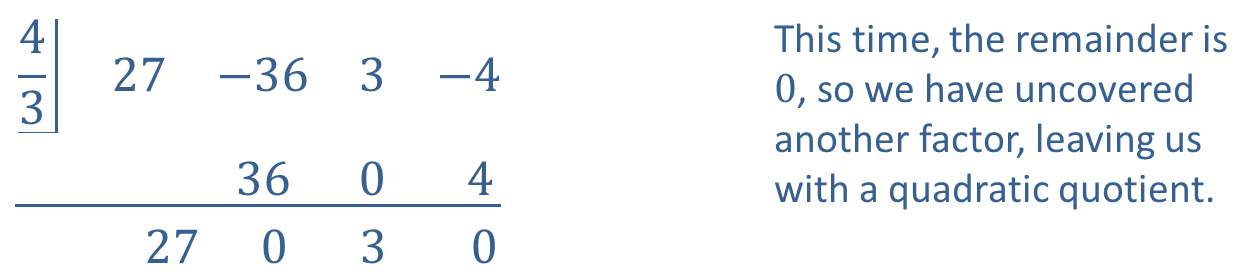 4/3 27 −36 3 −4
36 0 4
27 0 3 0
This time, the remainder is
0, so we have uncovered
another factor, leaving us
with a quadratic quotient.